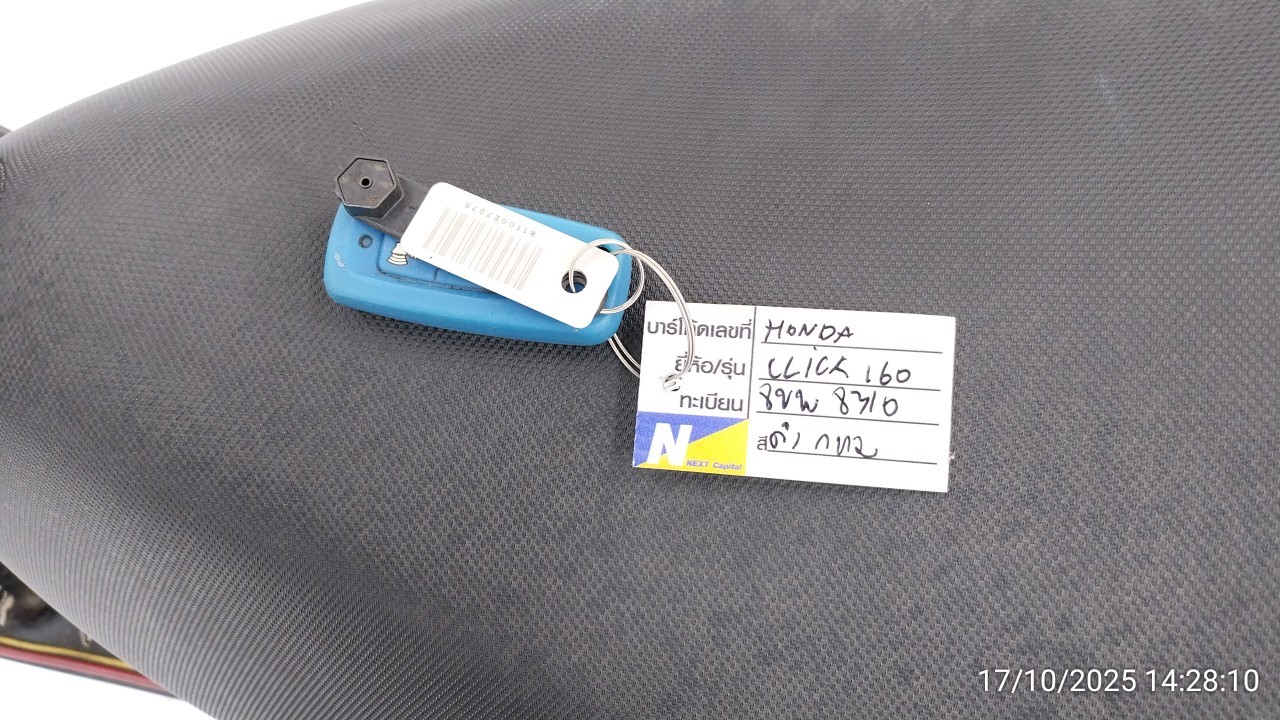 *110027975
บาร์โค้ดเลขที่ HONDA
ยี่ห้อ/รุ่น CLICK 160
ทะเบียน 8ขพ 8310
สี ดำ กทม
N NEXT Capital
17/10/2025 14:28:10